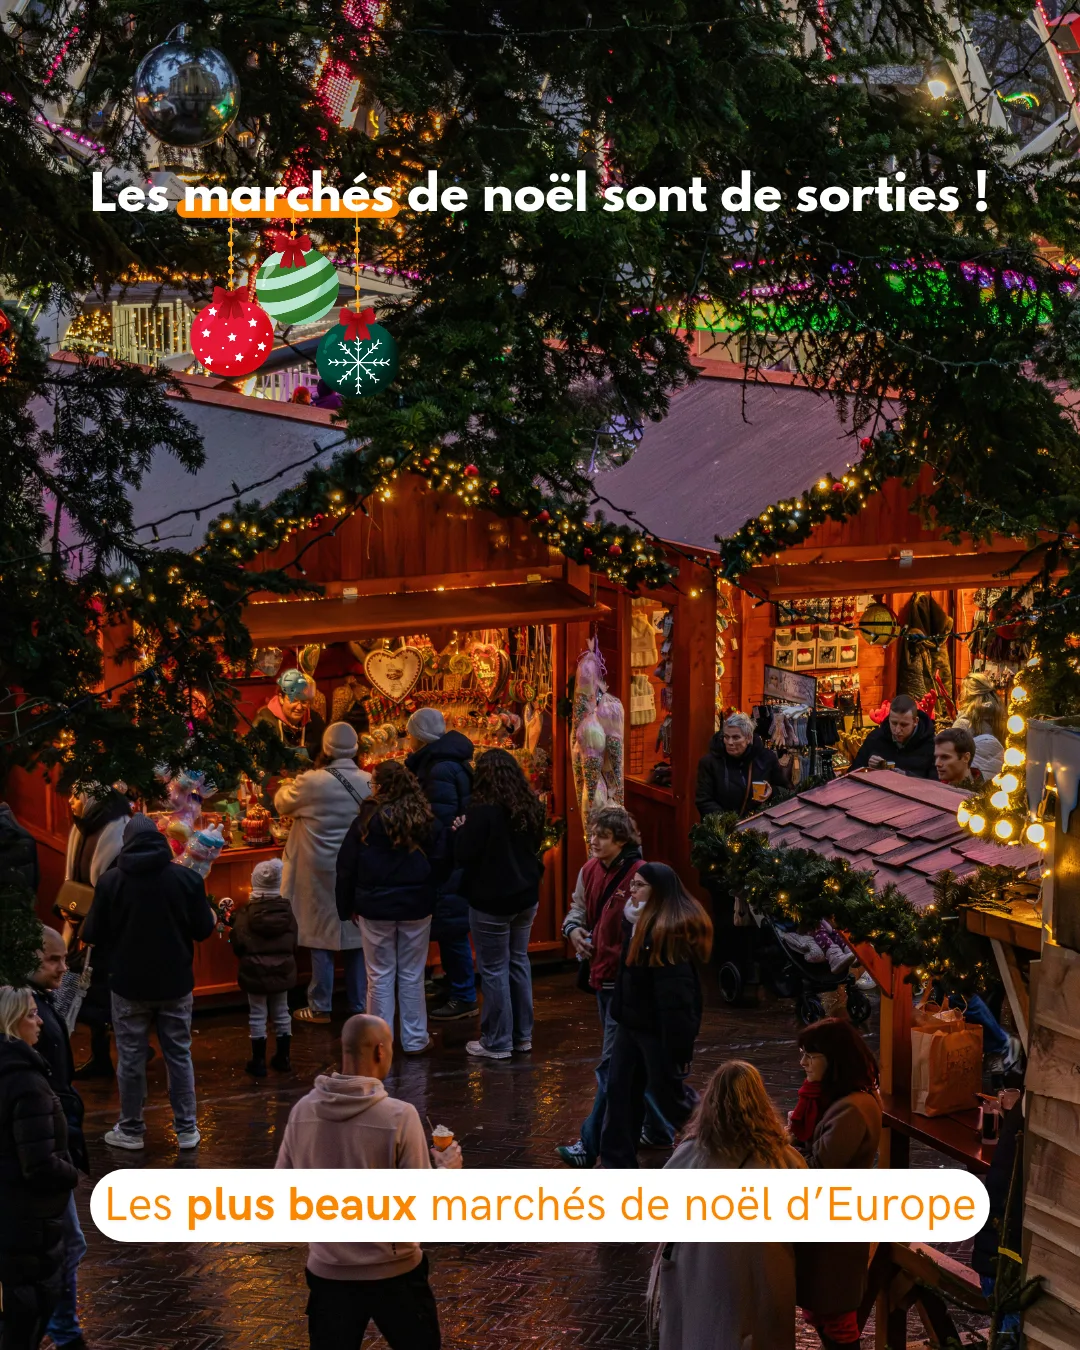 Les marchés de noël sont de sorties !
Les plus beaux marchés de noël d’Europe